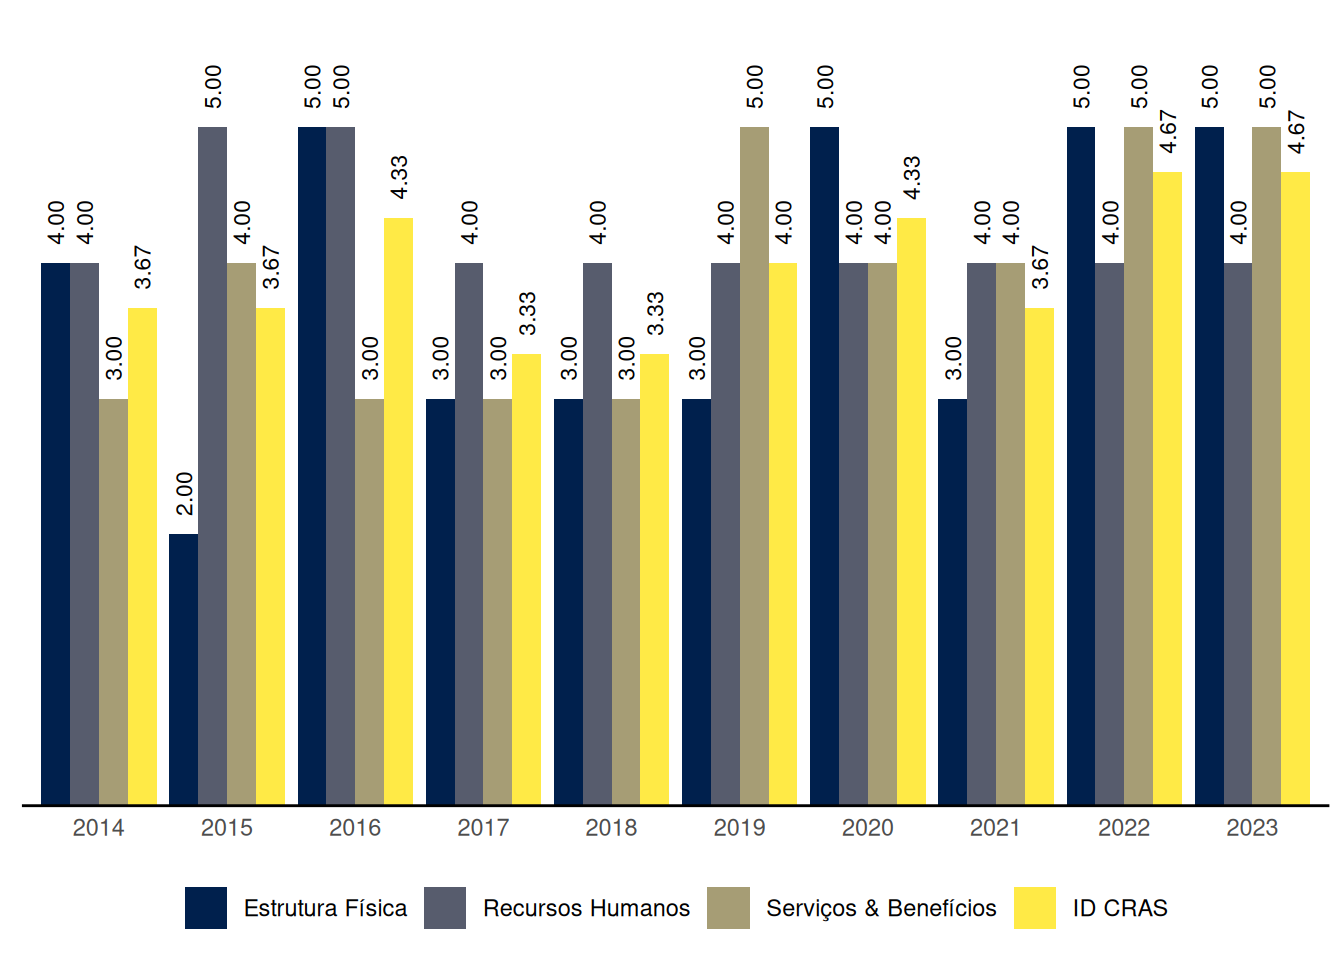 5.00 5.00 5.00 5.00 5.00 5.00 5.00 5.00 5.00
4.67 4.67
4.33 4.33
4.00 4.00 4.00 4.00 4.00 4.00 4.00 4.00 4.00 4.00 4.00 4.00 4.00
3.67 3.67 3.67
3.33 3.33
3.00 3.00 3.00 3.00 3.00 3.00 3.00 3.00
2.00
2014 2015 2016 2017 2018 2019 2020 2021 2022 2023
Estrutura Física Recursos Humanos Serviços & Benefícios ID CRAS